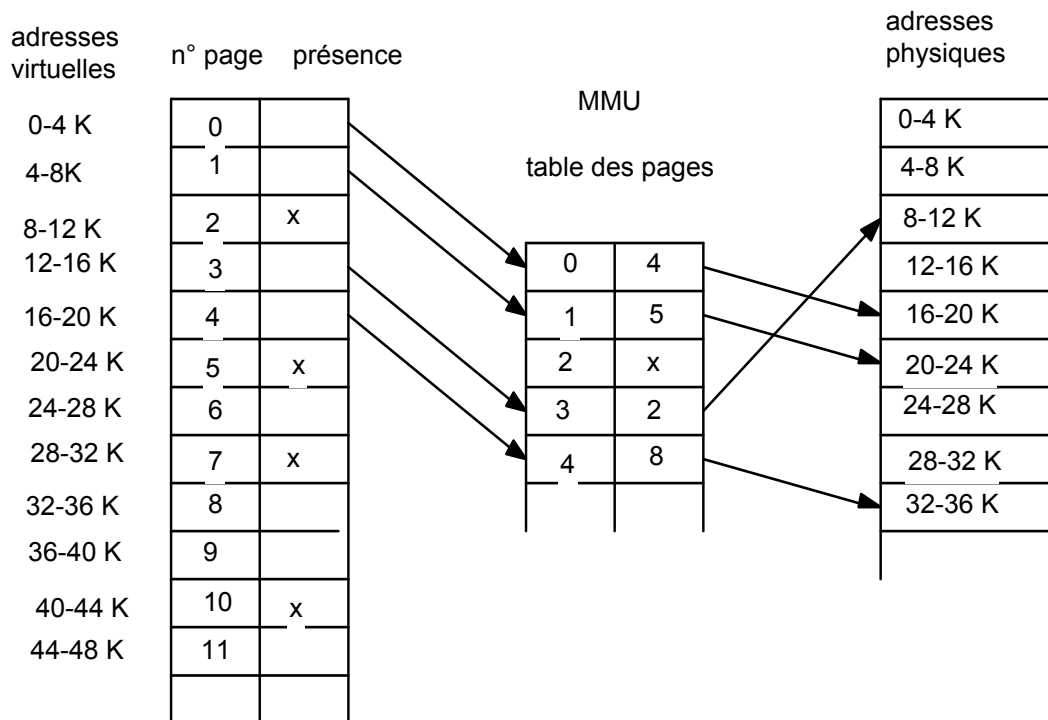 adresses
virtuelles
n° page présence
MMU
table des pages
adresses
physiques
0-4 K 0
4-8K 1
8-12 K 2 x
12-16 K 3
16-20 K 4
20-24 K 5 x
24-28 K 6
28-32 K 7 x
32-36 K 8
36-40 K 9
40-44 K 10 x
44-48 K 11
0 4
1 5
2 x
3 2
4 8
0-4 K
4-8 K
8-12 K
12-16 K
16-20 K
20-24 K
24-28 K
28-32 K
32-36 K